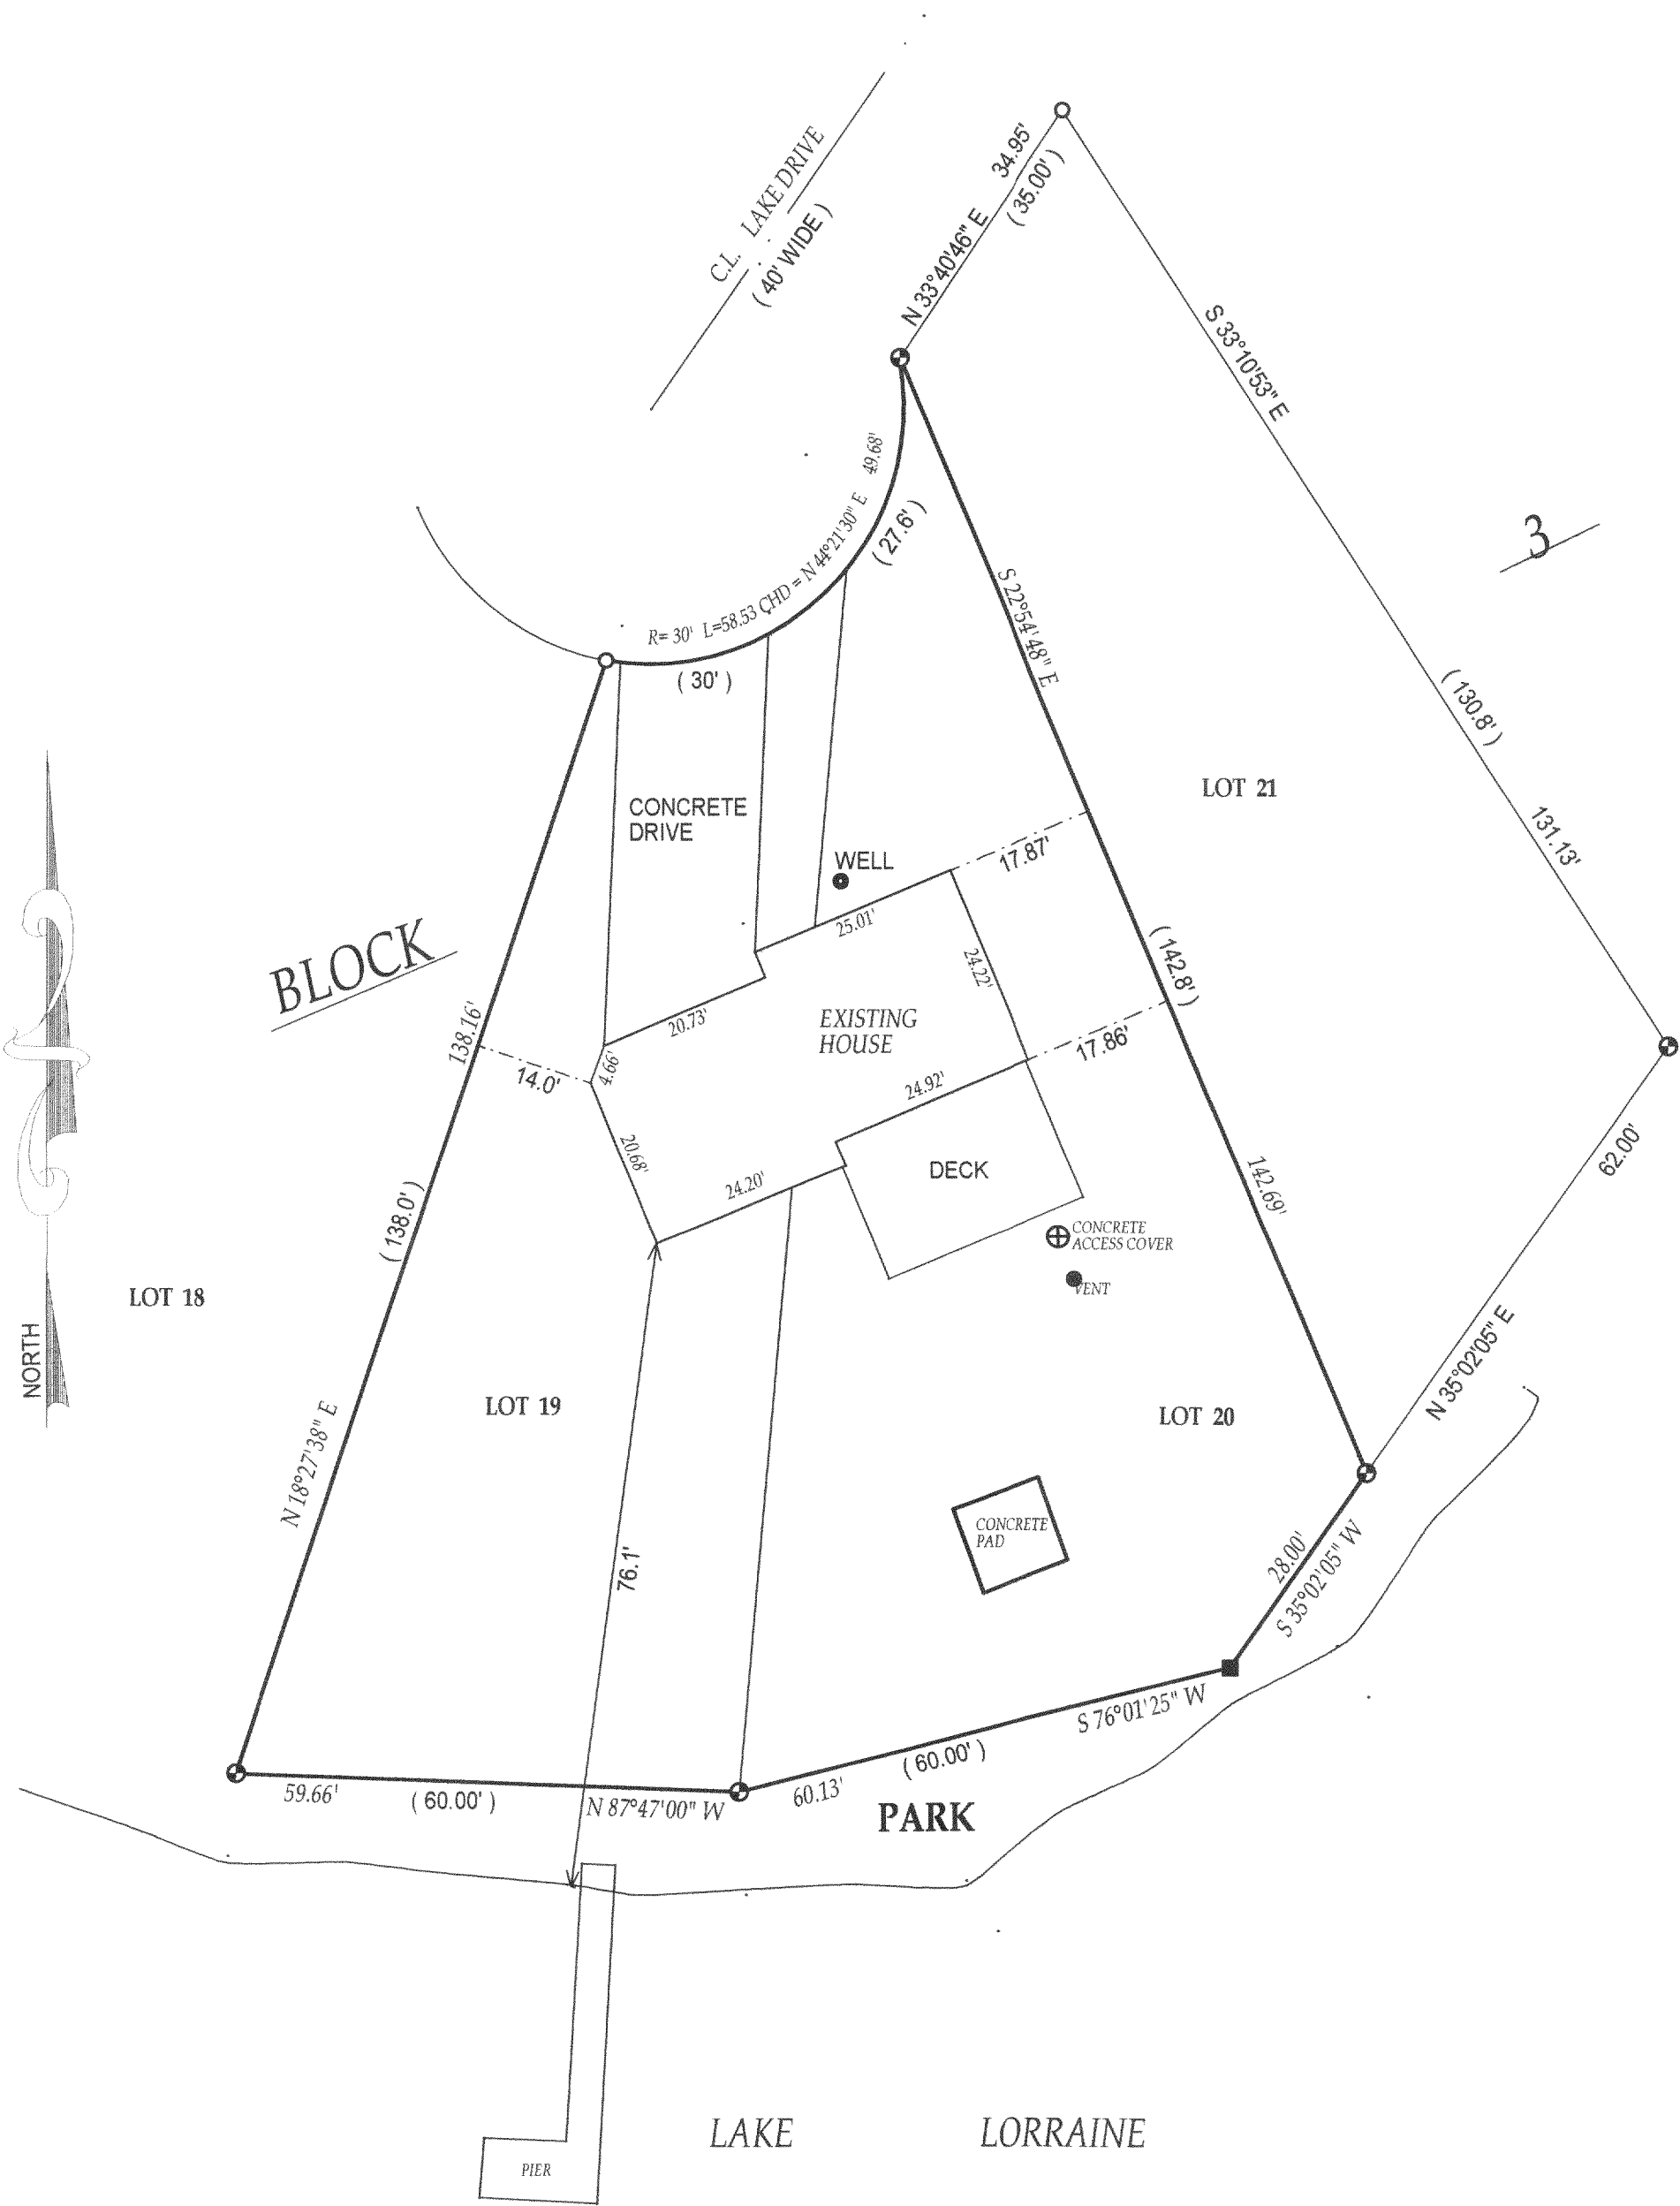 C.L. LAKE DRIVE
( 40' WIDE )
34.95'
( 35.00' )
N 33°40'46" E
S 33°10'53" E
49.68'
R= 30' L=58.53 CHD = N 44°21'30" E
( 27.6' )
( 30' )
3
S 22°54'48" E
( 130.8' )
131.13'
LOT 21
CONCRETE
DRIVE
WELL
17.87'
25.01'
24.22'
( 142.8' )
BLOCK
138.16'
20.73'
EXISTING
HOUSE
17.86'
14.0'
4.66'
24.92'
20.68'
24.20'
DECK
142.69'
62.00'
( 138.0' )
CONCRETE
ACCESS COVER
VENT
LOT 18
NORTH
N 35°02'05" E
LOT 19
LOT 20
N 18°27'38" E
CONCRETE
PAD
76.1'
28.00'
S 35°02'05" W
S 76°01'25" W
( 60.00' )
60.13'
59.66'
( 60.00' )
N 87°47'00" W
PARK
LAKE LORRAINE
PIER